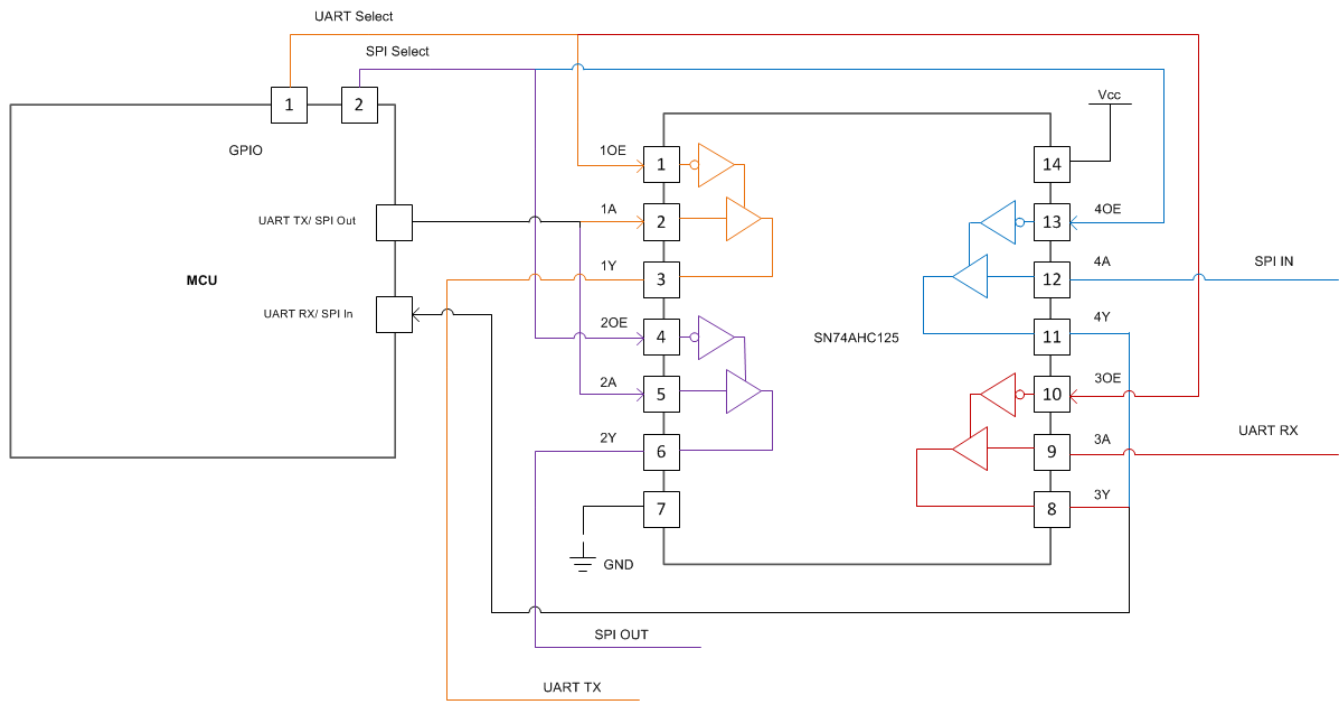 UART Select
SPI Select
1
2
GPIO
UART TX/ SPI Out
MCU
UART RX/ SPI In
1OE
1
1A
2
1Y
3
2OE
4
2A
5
2Y
6
7
GND
SN74AHC125
Vcc
14
4OE
13
4A
12
SPI IN
4Y
11
3OE
10
UART RX
3A
9
3Y
8
SPI OUT
UART TX